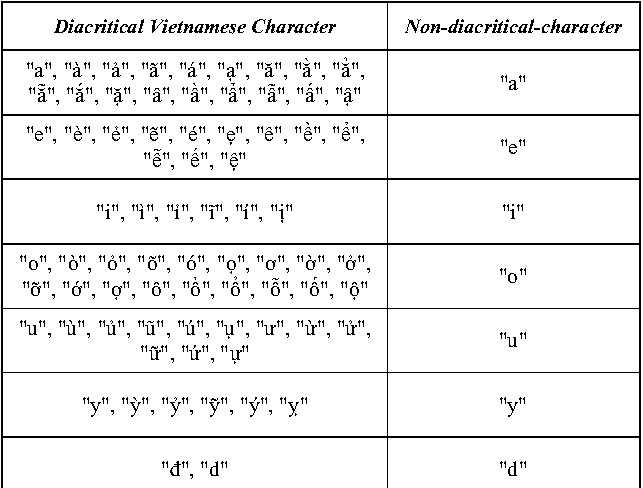 Diacritical Vietnamese Character Non-diacritical-character
"a", "à", "ả", "ã", "á", "ạ", "ă", "ằ", "ẳ",
"ẵ", "ắ", "ặ", "â", "ầ", "ẩ", "ẫ", "ấ", "ậ"
"a"
"e", "è", "ẻ", "ẽ", "é", "ẹ", "ê", "ề", "ể",
"ễ", "ế", "ệ"
"e"
"i", "ì", "ỉ", "ĩ", "í", "ị" "i"
"o", "ò", "ỏ", "õ", "ó", "ọ", "ơ", "ờ", "ở",
"ỡ", "ớ", "ợ", "ô", "ồ", "ổ", "ỗ", "ố", "ộ"
"o"
"u", "ù", "ủ", "ũ", "ú", "ụ", "ư", "ừ", "ử",
"ữ", "ứ", "ự"
"u"
"y", "ỳ", "ỷ", "ỹ", "ý", "ỵ" "y"
"đ", "d" "d"